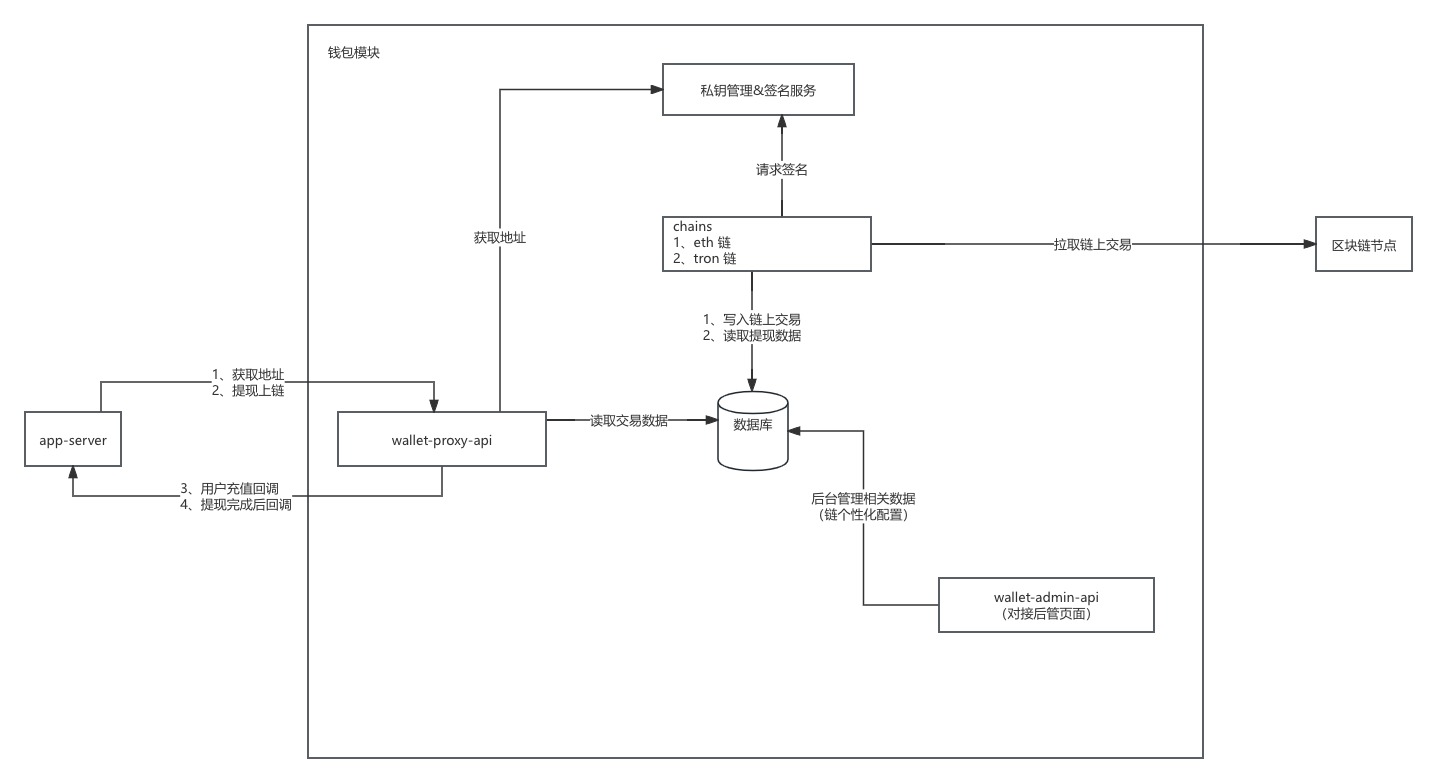 钱包模块
私钥管理&签名服务
请求签名
获取地址
chains
1、eth 链
2、tron 链
拉取链上交易
区块链节点
1、写入链上交易
2、读取提现数据
1、获取地址
2、提现上链
app-server
wallet-proxy-api
读取交易数据
数据库
3、用户充值回调
4、提现完成后回调
后台管理相关数据
（链个性化配置）
wallet-admin-api
（对接后管页面）